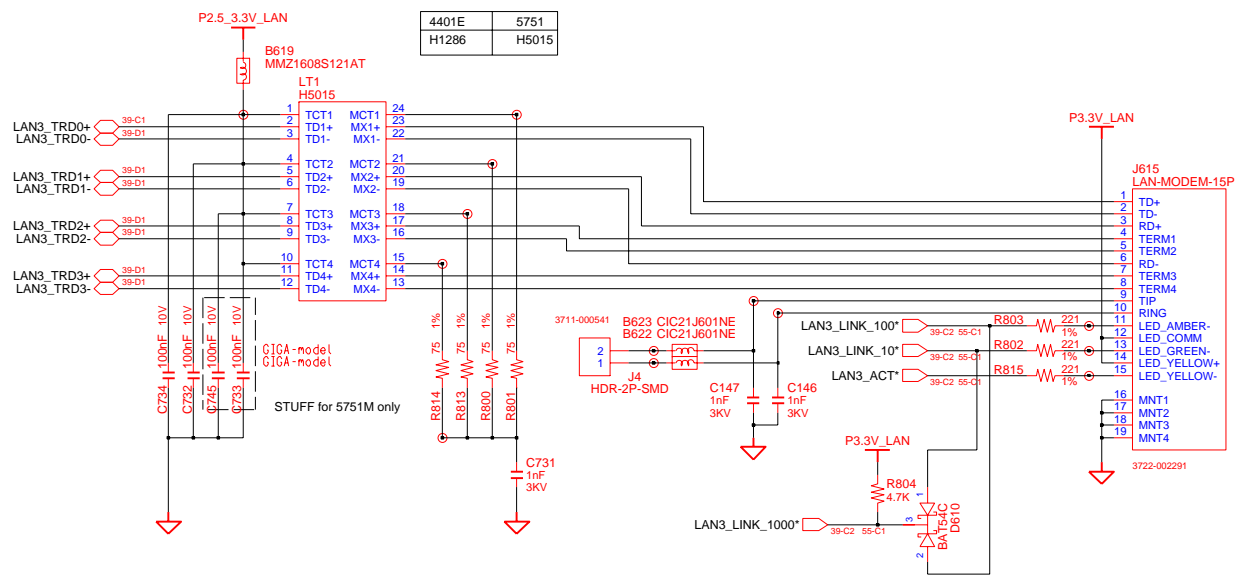 P2.5_3.3V_LAN
4401E 5751
H1286 H5015
B619
MMZ1608S121AT
LT1
H5015
1 TCT1 MCT1 24
LAN3_TRD0+ 39-C1 2 TD1+ MX1+ 23
LAN3_TRD0- 39-D1 3 TD1- MX1- 22
4 TCT2 MCT2 21
LAN3_TRD1+ 39-D1 5 TD2+ MX2+ 20
LAN3_TRD1- 39-D1 6 TD2- MX2- 19
7 TCT3 MCT3 18
LAN3_TRD2+ 39-D1 8 TD3+ MX3+ 17
LAN3_TRD2- 39-D1 9 TD3- MX3- 16
10 TCT4 MCT4 15
LAN3_TRD3+ 39-D1 11 TD4+ MX4+ 14
LAN3_TRD3- 39-D1 12 TD4- MX4- 13
P3.3V_LAN
J615
LAN-MODEM-15P
1 TD+
2 TD-
3 RD+
4 TERM1
5 TERM2
6 RD-
7 TERM3
8 TERM4
9 TIP
10 RING
11 LED_AMBER-
12 LED_COMM
13 LED_GREEN-
14 LED_YELLOW+
15 LED_YELLOW-
16 MNT1
17 MNT2
18 MNT3
19 MNT4
3722-002291
C734 100nF 10V
C732 100nF 10V
C745 100nF 10V
C733 100nF 10V
GIGA-model
GIGA-model
STUFF for 5751M only
R814 75 1%
R813 75 1%
R800 75 1%
R801 75 1%
C731
1nF
3KV
3711-000541
B623 CIC21J601NE
B622 CIC21J601NE
2
1
J4
HDR-2P-SMD
C147
1nF
3KV
C146
1nF
3KV
LAN3_LINK_100* 39-C2 55-C1 R803 221 1%
LAN3_LINK_10* 39-C2 55-C1 R802 221 1%
LAN3_ACT* 39-C2 55-C1 R815 221 1%
P3.3V_LAN
R804
4.7K
LAN3_LINK_1000* 39-C2 55-C1
1
3
2
BAT54C
D610